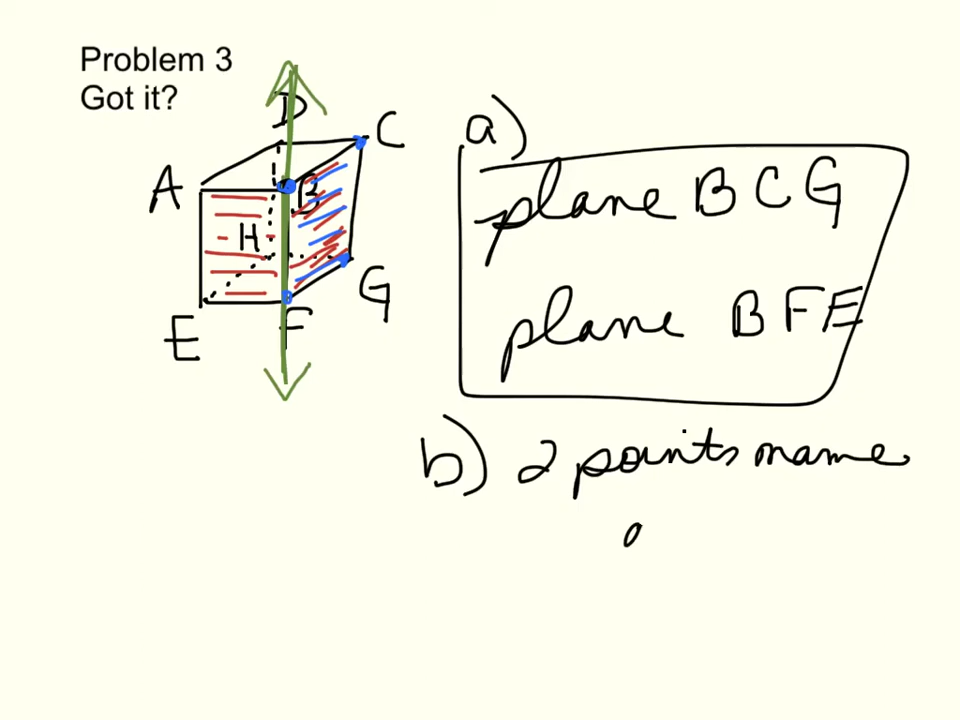 Problem 3
Got it?
D
C
A
B
H
G
E
F
a)
plane BCG
plane BFE
b) 2 points name
a